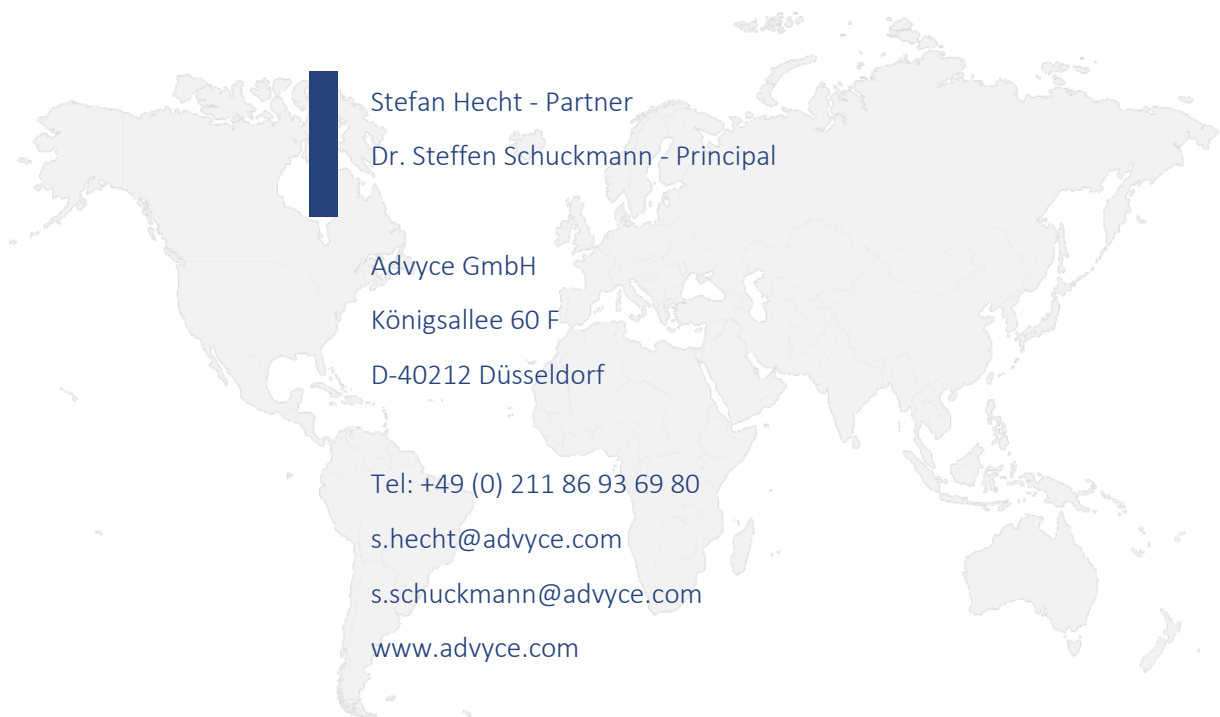 Stefan Hecht - Partner
Dr. Steffen Schuckmann - Principal
Advyce GmbH
Königsallee 60 F
D-40212 Düsseldorf
Tel: +49 (0) 211 86 93 69 80
s.hecht@advyce.com
s.schuckmann@advyce.com
www.advyce.com